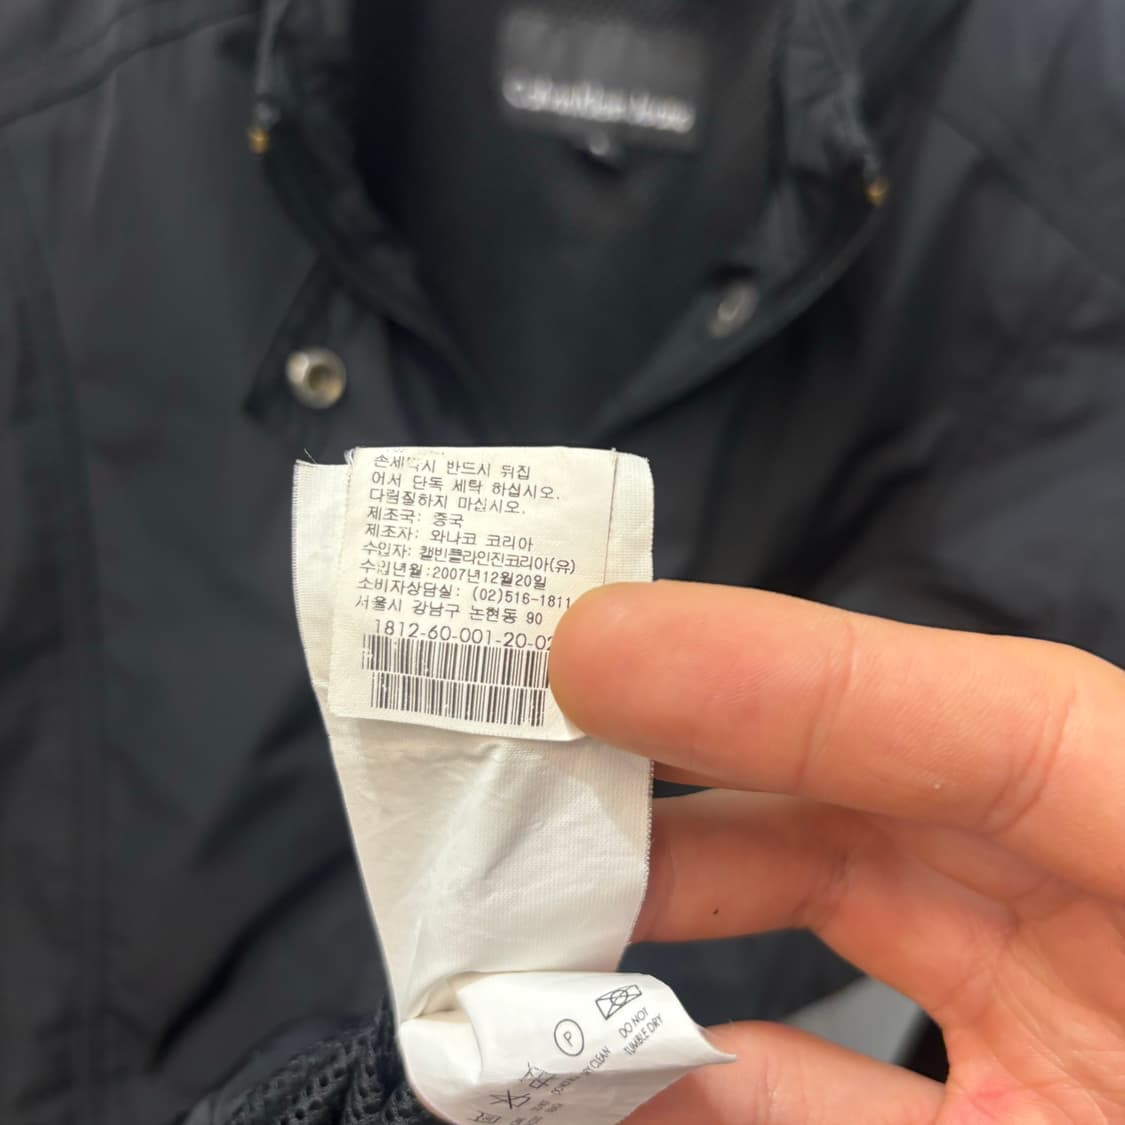 Calvin Klein Jeans
손세탁시 반드시 뒤집
어서 단독 세탁 하십시오.
다림질하지 마십시오.
제조국: 중국
제조자: 와나코 코리아
수입자: 캘빈클라인진코리아(유)
수입년월:2007년12월20일
소비자상담실: (02)516-1811
서울시 강남구 논현동 90
1812-60-001-20-02
P
DO NOT
TUMBLE DRY
DRY CLEAN